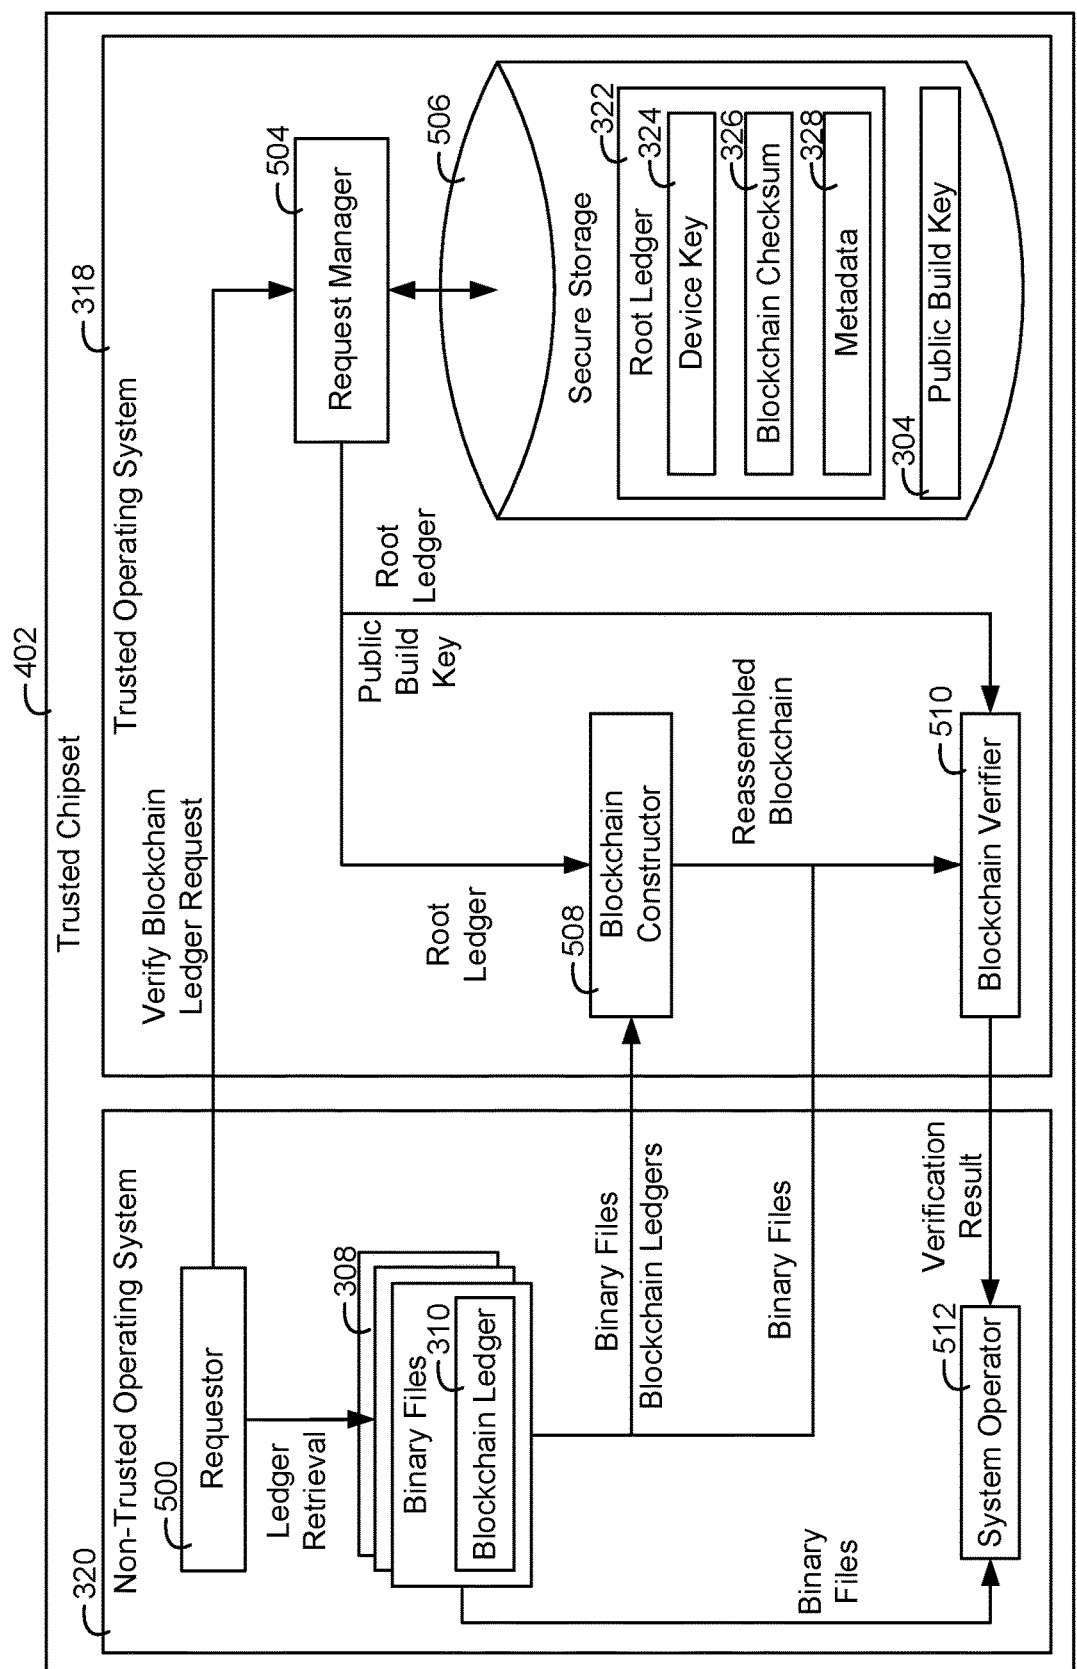 402
Trusted Chipset
320
Non-Trusted Operating System
500
Requestor
Ledger
Retrieval
308
Binary Files
310
Blockchain Ledger
Binary
Files
Binary Files
Blockchain Ledgers
Binary Files
Verification
Result
512
System Operator
318
Trusted Operating System
Verify Blockchain
Ledger Request
504
Request Manager
Root
Ledger
Public
Build
Key
Root
Ledger
508
Blockchain
Constructor
Reassembled
Blockchain
510
Blockchain Verifier
506
Secure Storage
322
Root Ledger
324
Device Key
326
Blockchain Checksum
328
Metadata
304
Public Build Key